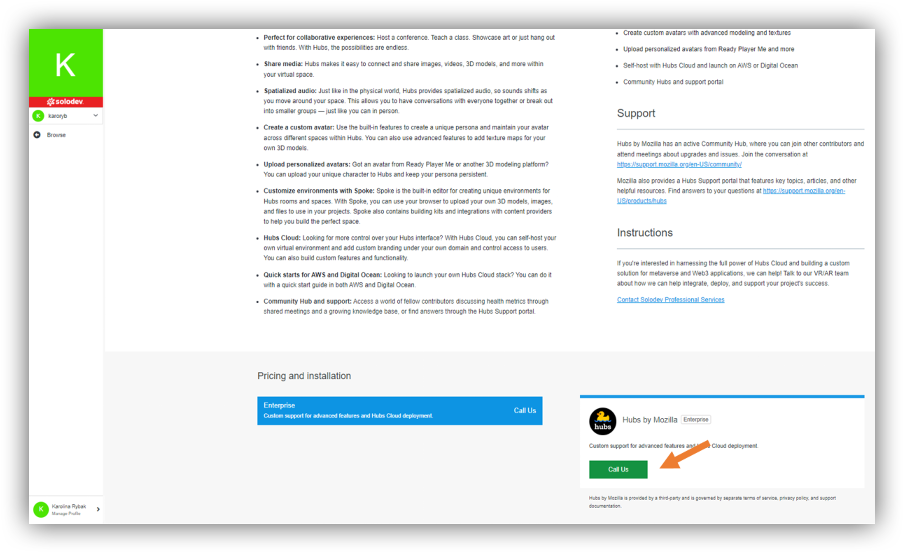 K
solodev
K
karoryb
Browse
Perfect for collaborative experiences: Host a conference. Teach a class. Showcase art or just hang out
with friends. With Hubs, the possibilities are endless.
Share media: Hubs makes it easy to connect and share images, videos, 3D models, and more within
your virtual space.
Spatialized audio: Just like in the physical world, Hubs provides spatialized audio, so sounds shifts as
you move around your space. This allows you to have conversations with everyone together or break out
into smaller groups — just like you can in person.
Create a custom avatar: Use the built-in features to create a unique persona and maintain your avatar
across different spaces within Hubs. You can also use advanced features to add texture maps for your
own 3D models.
Upload personalized avatars: Got an avatar from Ready Player Me or another 3D modeling platform?
You can upload your unique character to Hubs and keep your persona persistent.
Customize environments with Spoke: Spoke is the built-in editor for creating unique environments for
Hubs rooms and spaces. With Spoke, you can use your browser to upload your own 3D models, images,
and files to use in your projects. Spoke also contains building kits and integrations with content providers
to help you build the perfect space.
Hubs Cloud: Looking for more control over your Hubs interface? With Hubs Cloud, you can self-host your
own virtual environment and add custom branding under your own domain and control access to users.
You can also build custom features and functionality.
Quick starts for AWS and Digital Ocean: Looking to launch your own Hubs Cloud stack? You can do it
with a quick start guide in both AWS and Digital Ocean.
Community Hub and support: Access a world of fellow contributors discussing health metrics through
shared meetings and a growing knowledge base, or find answers through the Hubs Support portal.
Create custom avatars with advanced modeling and textures
Upload personalized avatars from Ready Player Me and more
Self-host with Hubs Cloud and launch on AWS or Digital Ocean
Community Hubs and support portal
Support
Hubs by Mozilla has an active Community Hub, where you can join other contributors and
attend meetings about upgrades and issues. Join the conversation at
https://support.mozilla.org/en-US/community/
Mozilla also provides a Hubs Support portal that features key topics, articles, and other
helpful resources. Find answers to your questions at https://support.mozilla.org/en-
US/products/hubs
Instructions
If you're interested in harnessing the full power of Hubs Cloud and building a custom
solution for metaverse and Web3 applications, we can help! Talk to our VR/AR team
about how we can help integrate, deploy, and support your project's success.
Contact Solodev Professional Services
Pricing and installation
Enterprise
Custom support for advanced features and Hubs Cloud deployment.
Call Us
hubs
Hubs by Mozilla
Enterprise
Custom support for advanced features and Cloud deployment.
Call Us
Hubs by Mozilla is provided by a third-party and is governed by separate terms of service, privacy policy, and support
documentation.
K
Karolina Rybak
Manage Profile